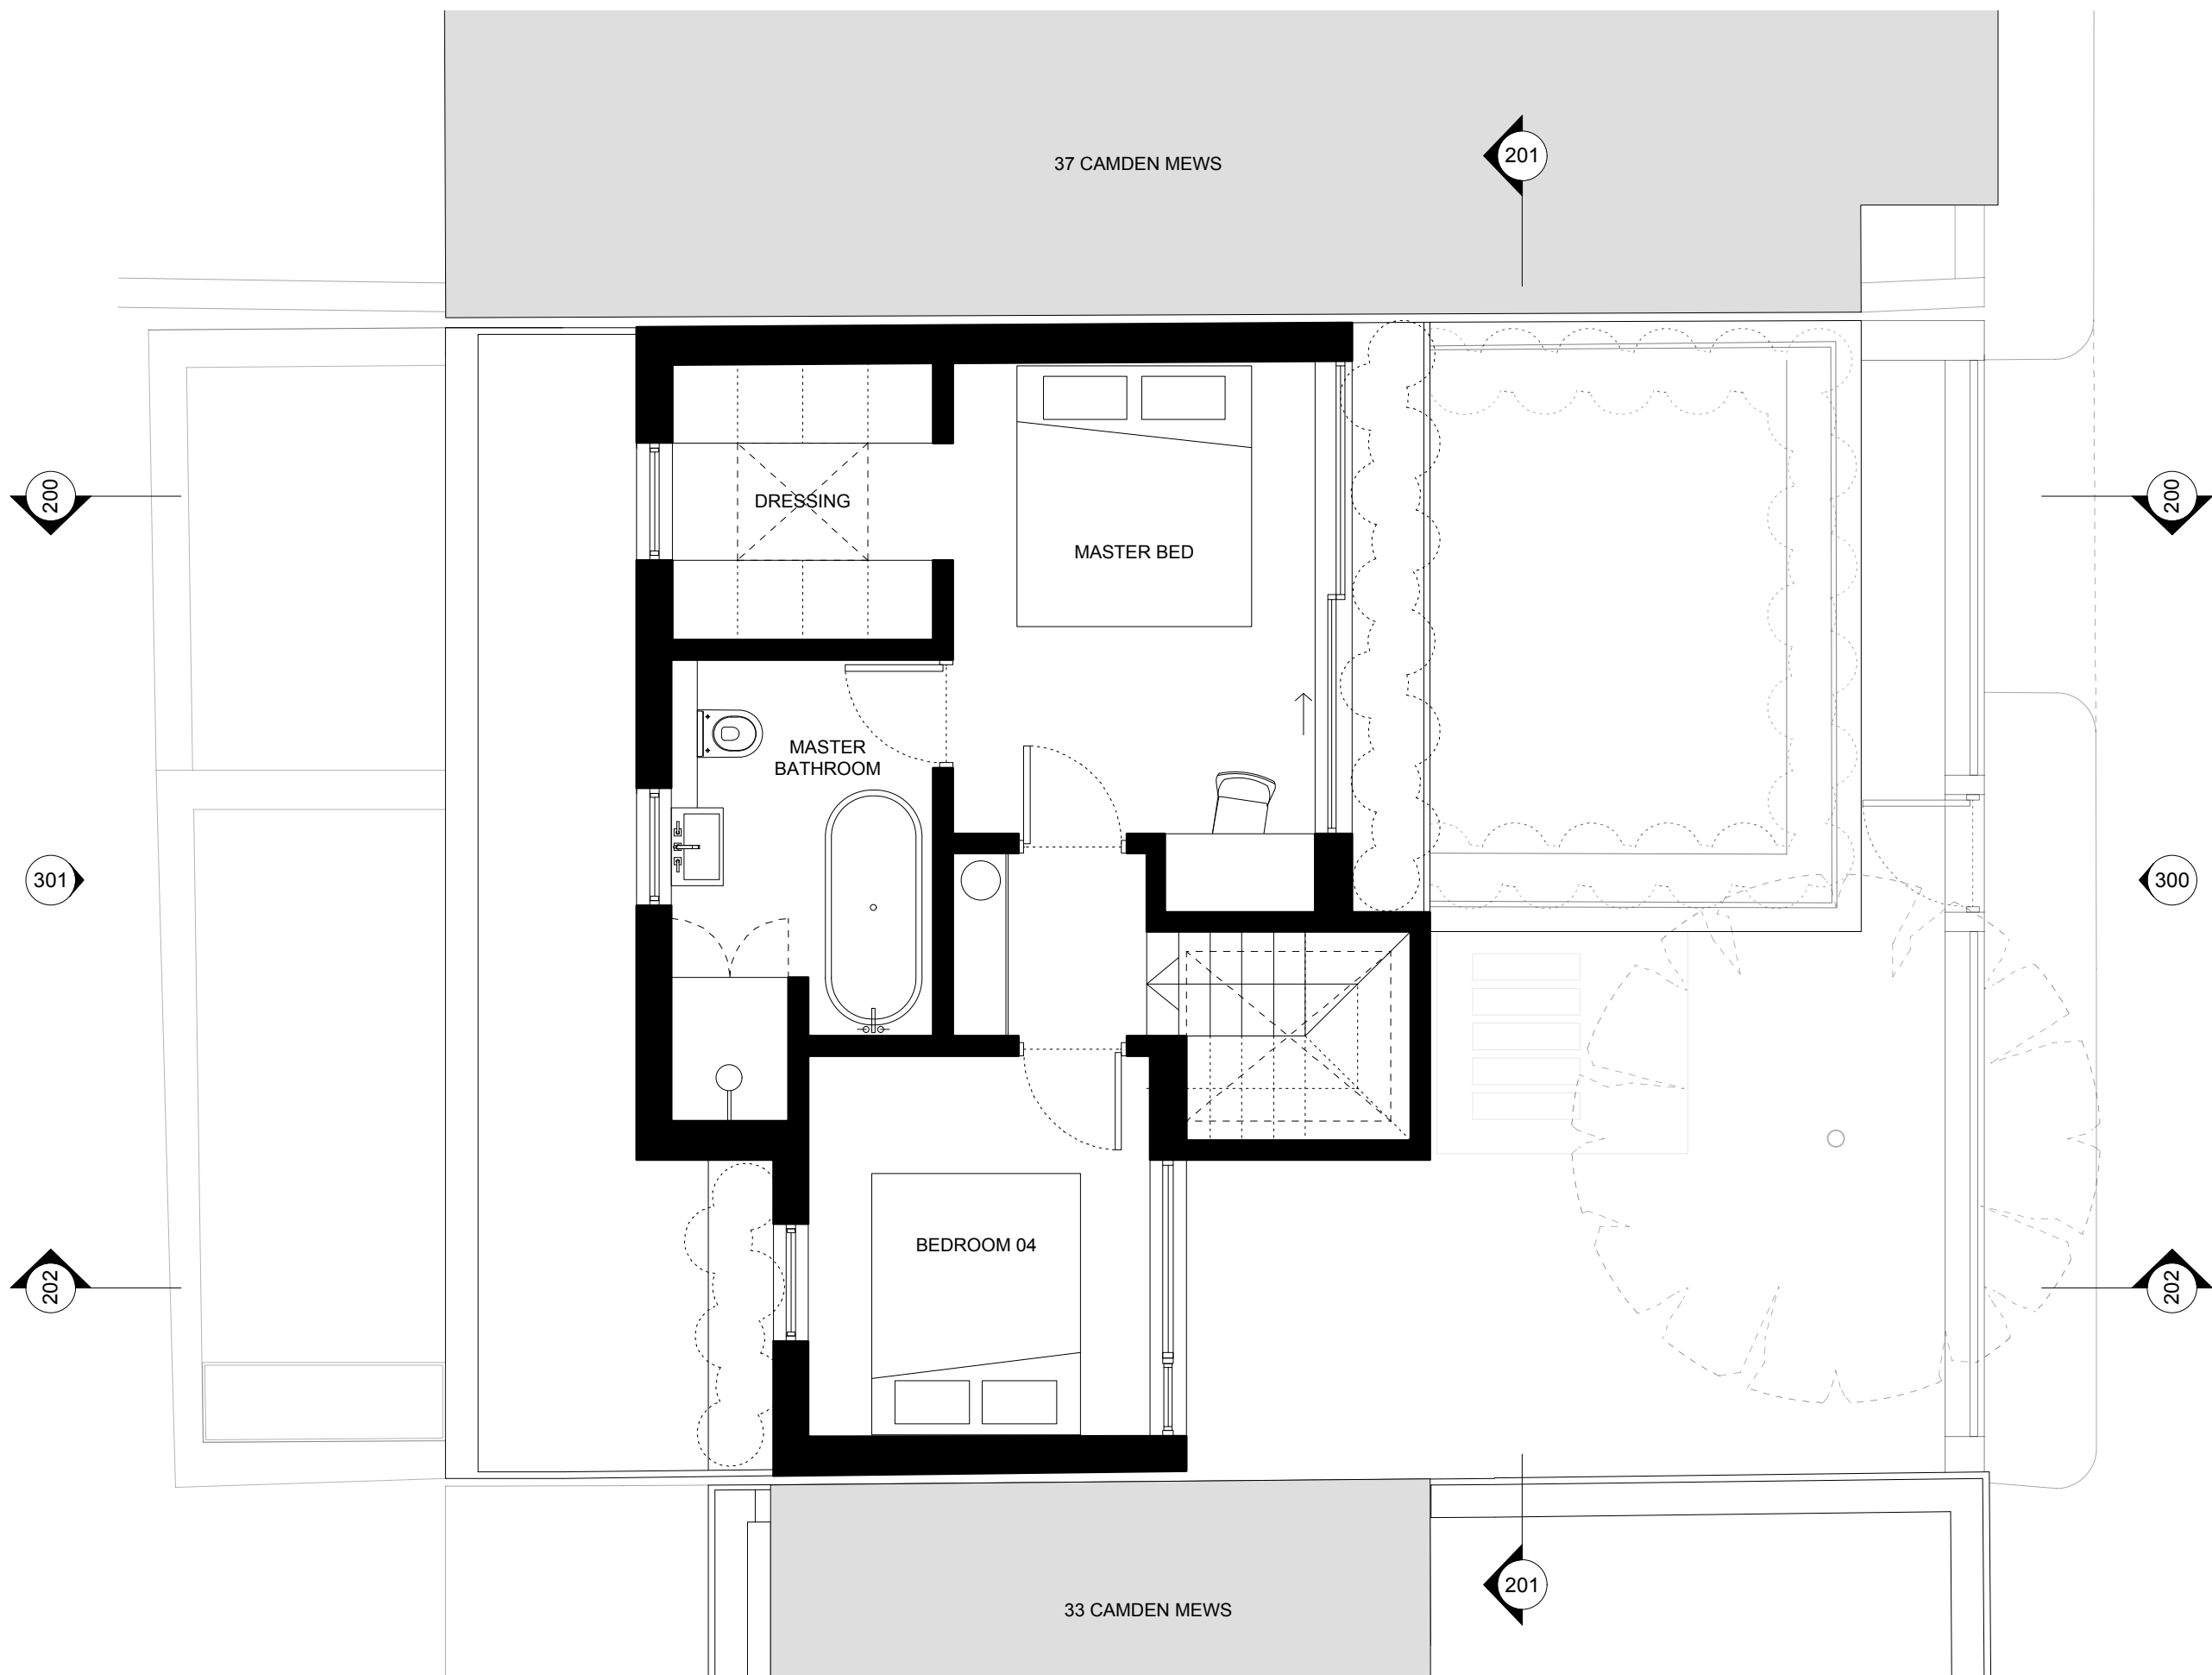 37 CAMDEN MEWS
201
200
DRESSING
MASTER BED
200
MASTER
BATHROOM
301
300
BEDROOM 04
202
202
201
33 CAMDEN MEWS